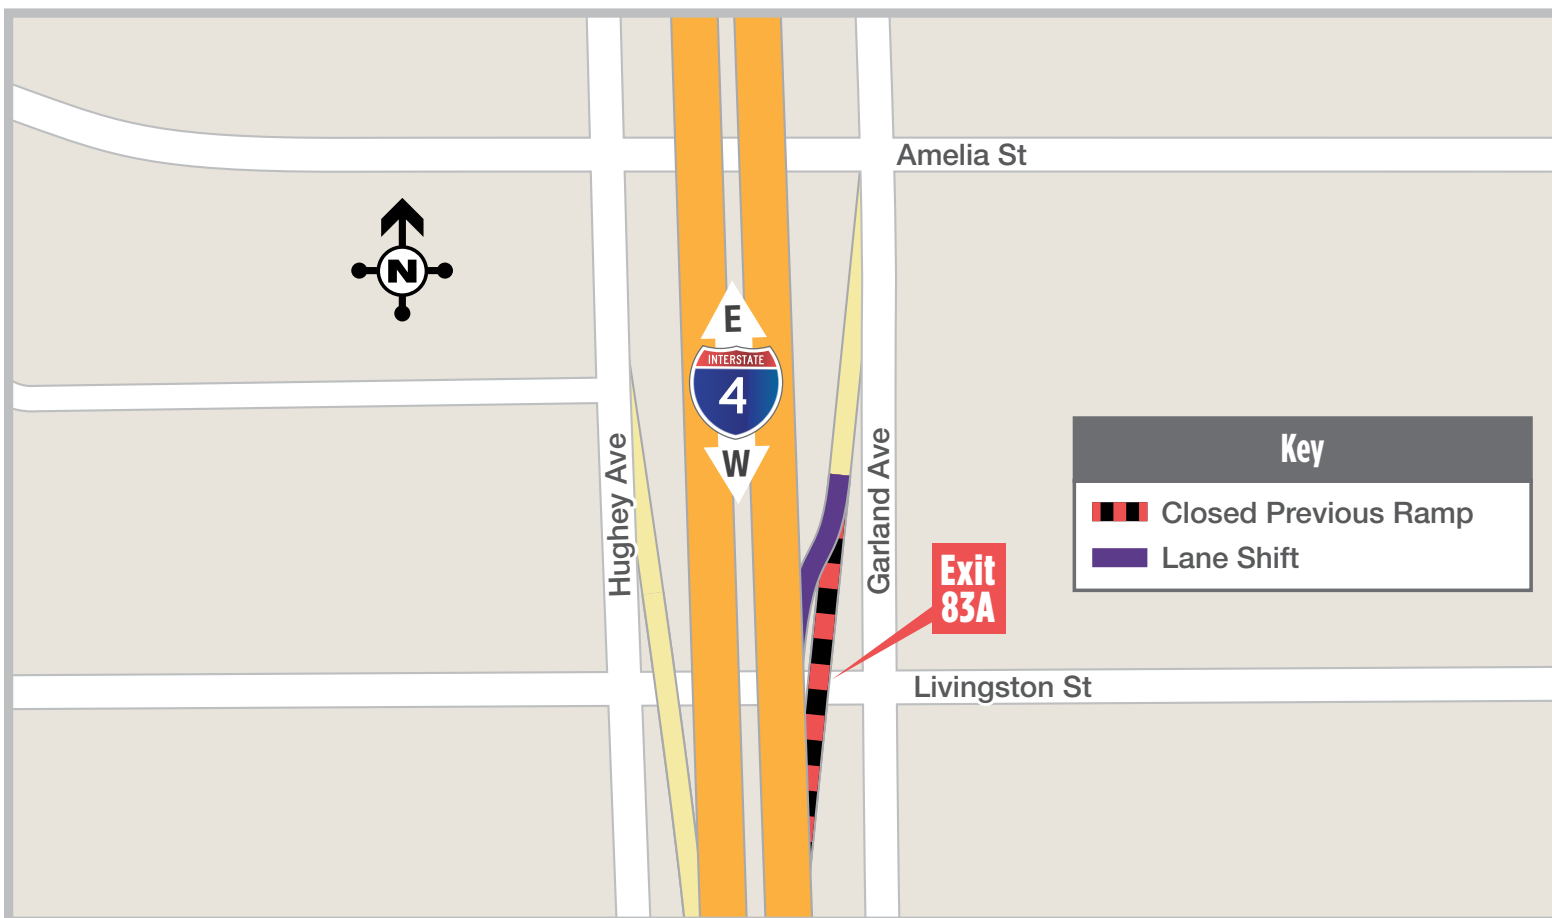 Amelia St
N
E
INTERSTATE
4
W
Hughey Ave
Garland Ave
Key
Closed Previous Ramp
Lane Shift
Exit
83A
Livingston St